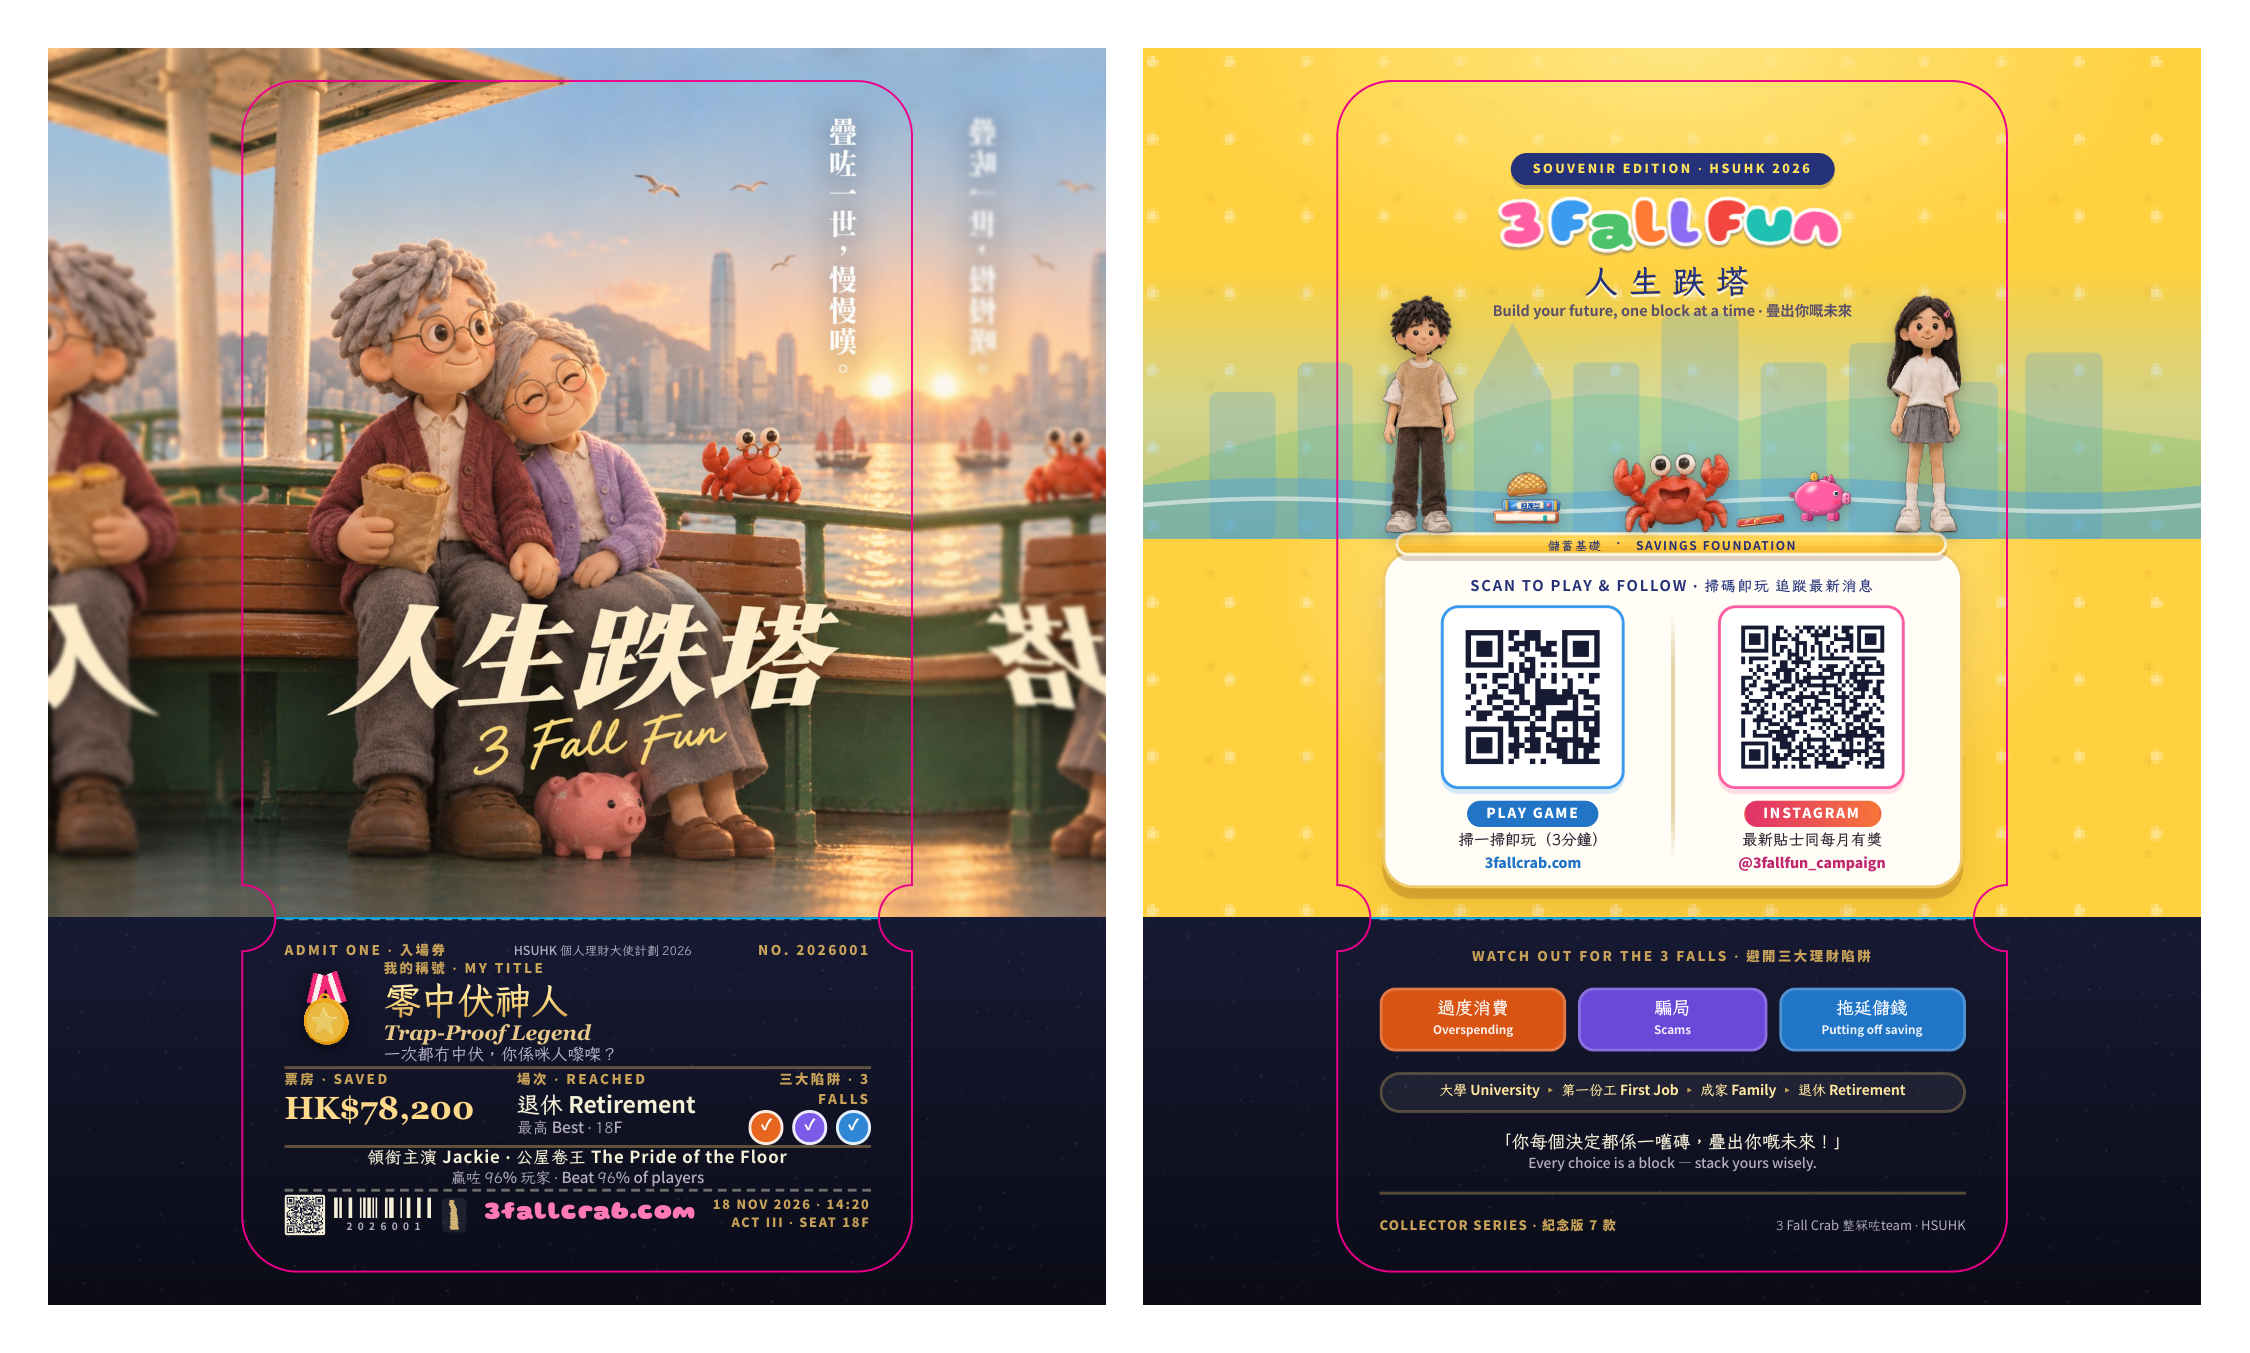 疊咗一世，慢慢嘆。
人生跌塔
3 Fall Fun
ADMIT ONE · 入場券
HSUHK 個人理財大使計劃 2026
NO. 2026001
我的稱號 · MY TITLE
零中伏神人
Trap-Proof Legend
一次都冇中伏，你係咪人嚟㗎？
票房 · SAVED
HK$78,200
場次 · REACHED
退休 Retirement
最高 Best · 18F
三大陷阱 · 3
FALLS
領銜主演 Jackie · 公屋卷王 The Pride of the Floor
贏咗 96% 玩家 · Beat 96% of players
2026001
3fallcrab.com
18 NOV 2026 · 14:20
ACT III · SEAT 18F
SOUVENIR EDITION · HSUHK 2026
3FallFun
人生跌塔
Build your future, one block at a time · 疊出你嘅未來
儲蓄基礎 · SAVINGS FOUNDATION
SCAN TO PLAY & FOLLOW · 掃碼即玩 追蹤最新消息
PLAY GAME
掃一掃即玩（3分鐘）
3fallcrab.com
INSTAGRAM
最新貼士同每月有獎
@3fallfun_campaign
WATCH OUT FOR THE 3 FALLS · 避開三大理財陷阱
過度消費
Overspending
騙局
Scams
拖延儲錢
Putting off saving
大學 University ▸ 第一份工 First Job ▸ 成家 Family ▸ 退休 Retirement
「你每個決定都係一嚿磚，疊出你嘅未來！」
Every choice is a block — stack yours wisely.
COLLECTOR SERIES · 紀念版 7 款
3 Fall Crab 整冧咗team · HSUHK